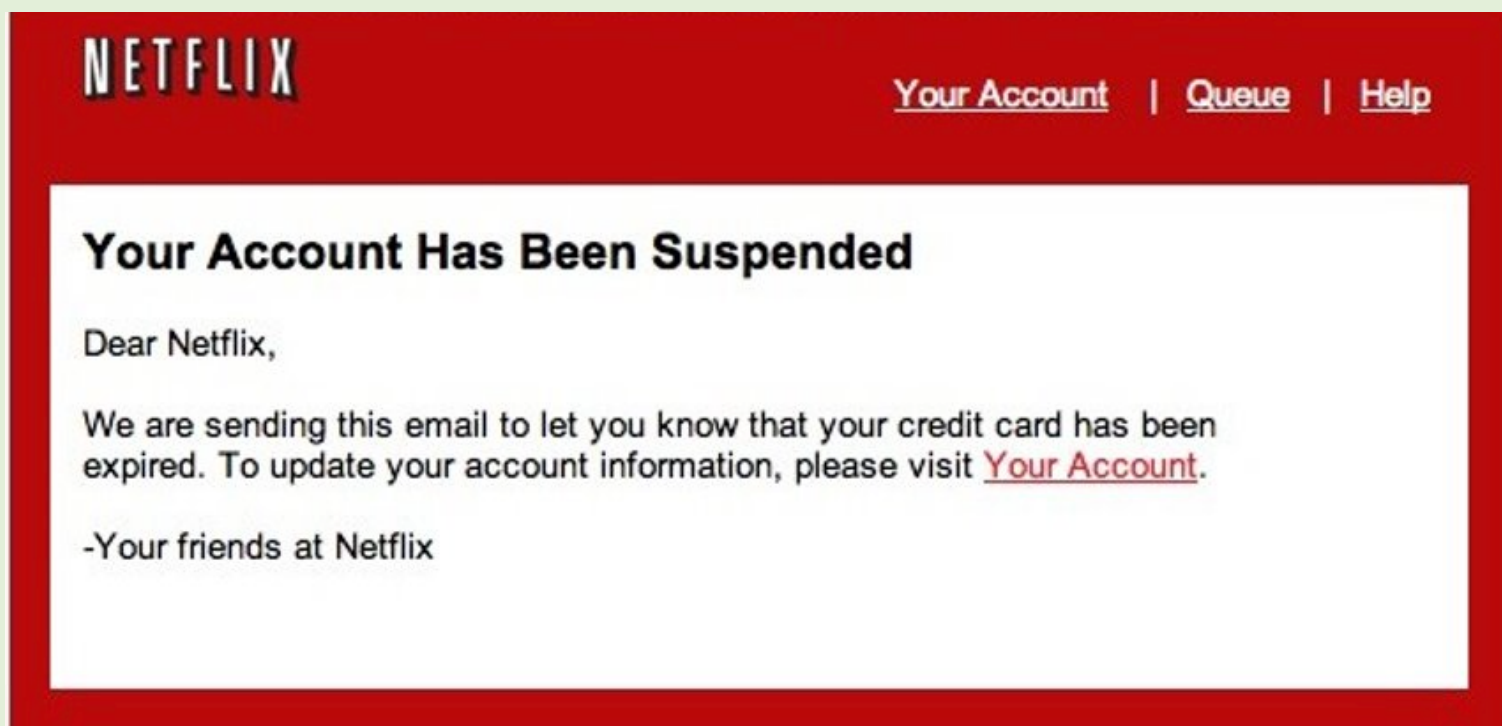 NETFLIX
Your Account | Queue | Help
Your Account Has Been Suspended
Dear Netflix,
We are sending this email to let you know that your credit card has been
expired. To update your account information, please visit Your Account.
-Your friends at Netflix